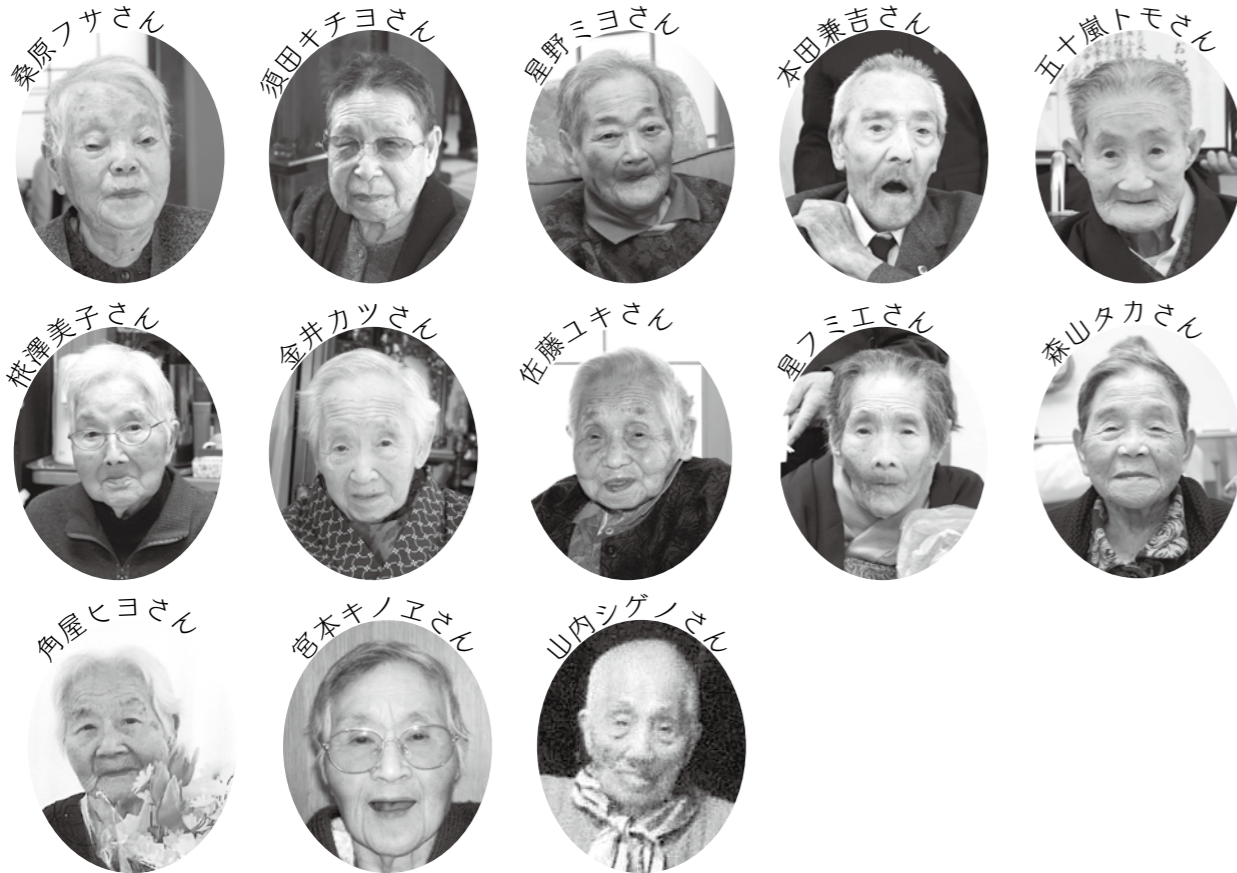 桑原フサさん
須田キチヨさん
星野ミヨさん
本田兼吉さん
五十嵐トモさん
桄澤美子さん
金井カツさん
佐藤ユキさん
星フミエさん
森山タカさん
角屋ヒヨさん
宮本キノヱさん
山内シゲノさん